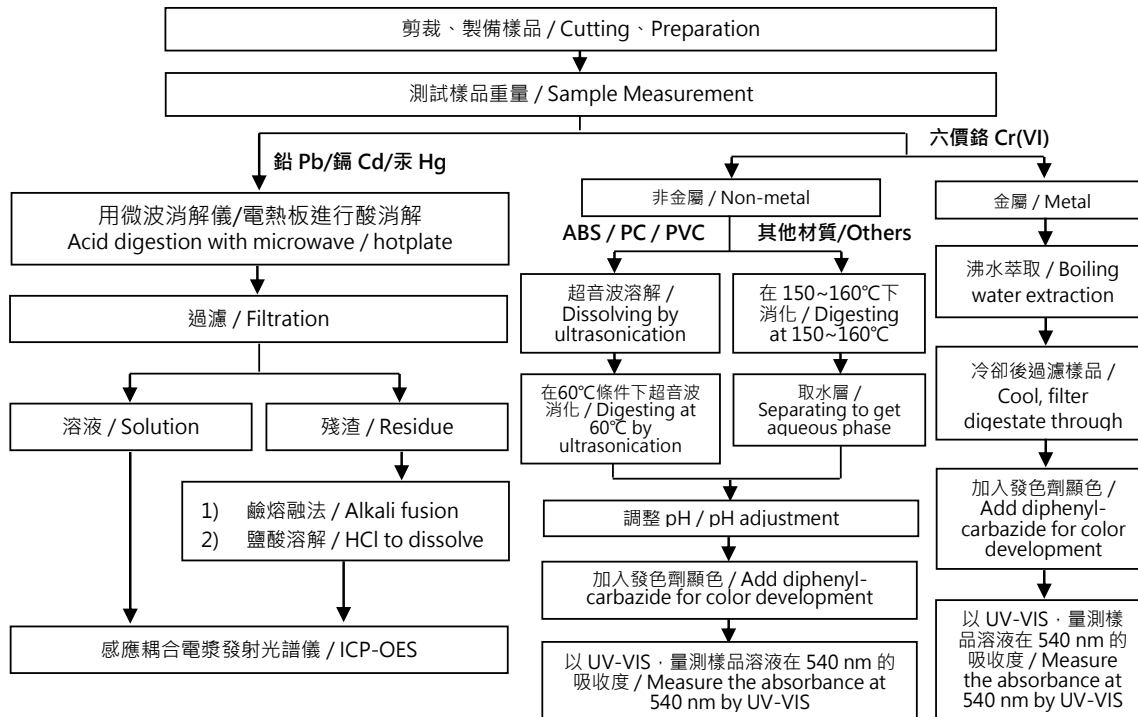 剪裁、製備樣品 / Cutting、Preparation
測試樣品重量 / Sample Measurement
鉛 Pb/鎘 Cd/汞 Hg
六價鉻 Cr(VI)
用微波消解儀/電熱板進行酸消解
Acid digestion with microwave / hotplate
過濾 / Filtration
溶液 / Solution
殘渣 / Residue
1) 鹼熔融法 / Alkali fusion
2) 鹽酸溶解 / HCl to dissolve
感應耦合電漿發射光譜儀 / ICP-OES
非金屬 / Non-metal
ABS / PC / PVC
其他材質/Others
超音波溶解 /
Dissolving by
ultrasonication
在60℃條件下超音波
消化 / Digesting at
60℃ by
ultrasonication
在 150~160℃下
消化 / Digesting
at 150~160℃
取水層 /
Separating to get
aqueous phase
調整 pH / pH adjustment
加入發色劑顯色 / Add diphenyl-
carbazide for color development
以 UV-VIS，量測樣品溶液在 540 nm 的
吸收度 / Measure the absorbance at
540 nm by UV-VIS
金屬 / Metal
沸水萃取 / Boiling
water extraction
冷卻後過濾樣品 /
Cool, filter
digestate through
加入發色劑顯色 /
Add diphenyl-
carbazide for color
development
以 UV-VIS，量測樣
品溶液在 540 nm 的
吸收度 / Measure
the absorbance at
540 nm by UV-VIS